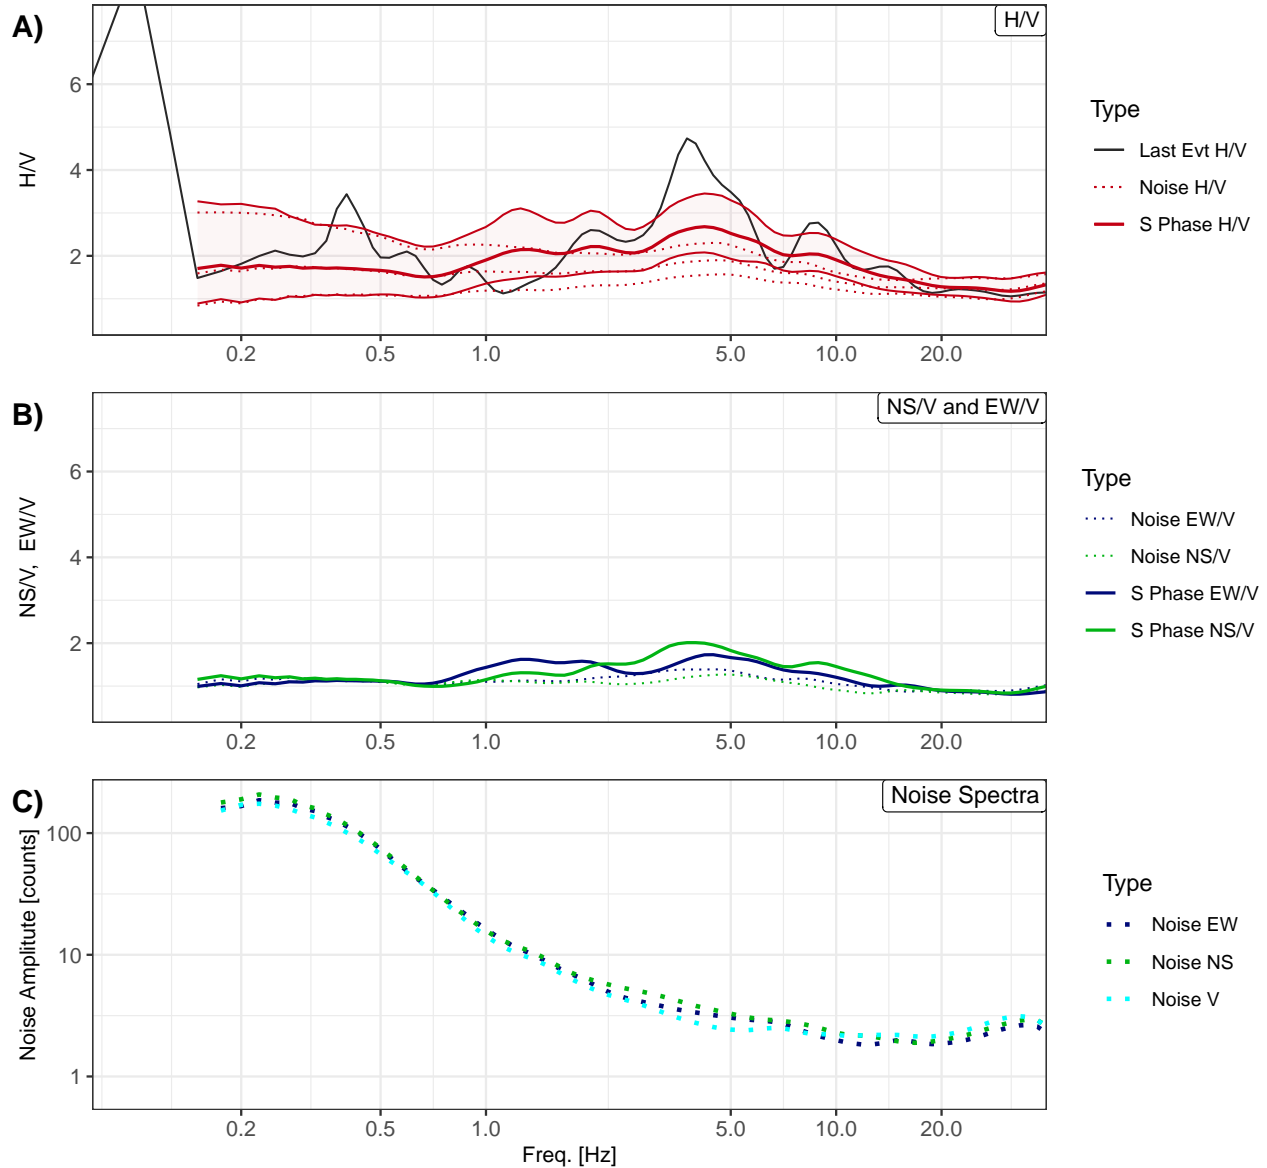 A)
H/V
6
4
2
H/V
0.2 0.5 1.0 5.0 10.0 20.0
Type
Last Evt H/V
Noise H/V
S Phase H/V
B)
NS/V and EW/V
6
4
2
NS/V, EW/V
0.2 0.5 1.0 5.0 10.0 20.0
Type
Noise EW/V
Noise NS/V
S Phase EW/V
S Phase NS/V
C)
Noise Spectra
100
10
1
Noise Amplitute [counts]
0.2 0.5 1.0 5.0 10.0 20.0
Freq. [Hz]
Type
Noise EW
Noise NS
Noise V